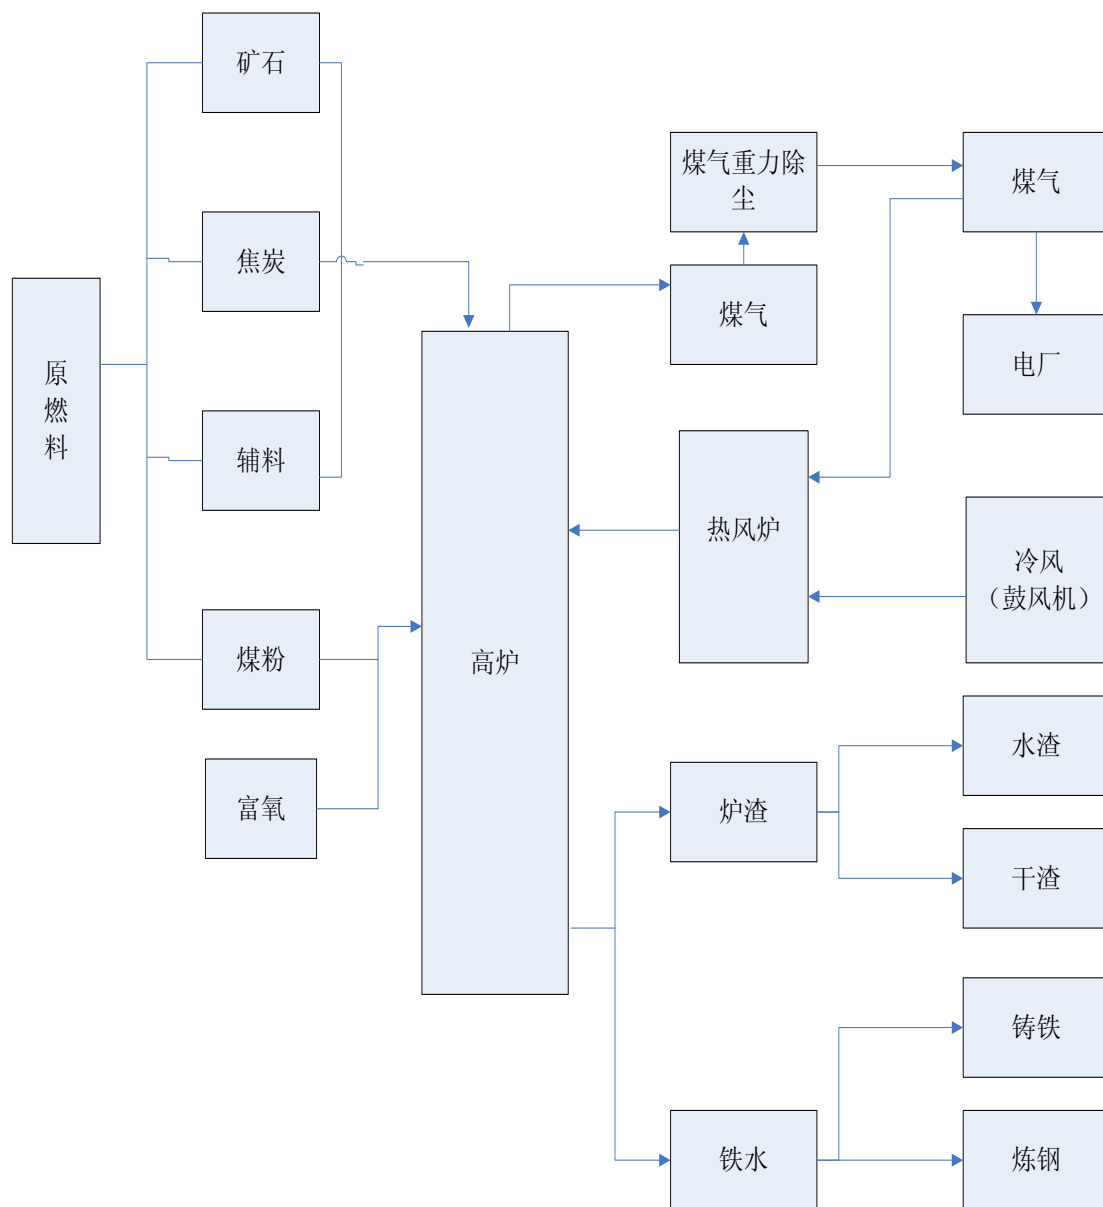 矿石
煤气重力除
尘
煤气
焦炭
煤气
原
燃
料
电厂
辅料
热风炉
冷风
（鼓风机）
煤粉
高炉
水渣
富氧
炉渣
干渣
铸铁
铁水
炼钢